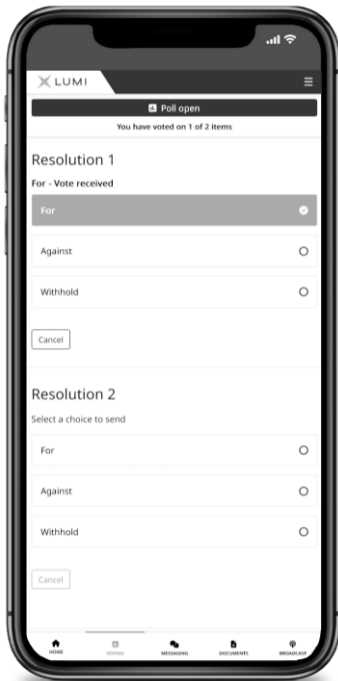 LUMI
Poll open
You have voted on 1 of 2 items
Resolution 1
For - Vote received
For
Against
Withhold
Cancel
Resolution 2
Select a choice to send
For
Against
Withhold
Cancel
HOME
VOTING
MESSAGING
DOCUMENTS
BROADCAST